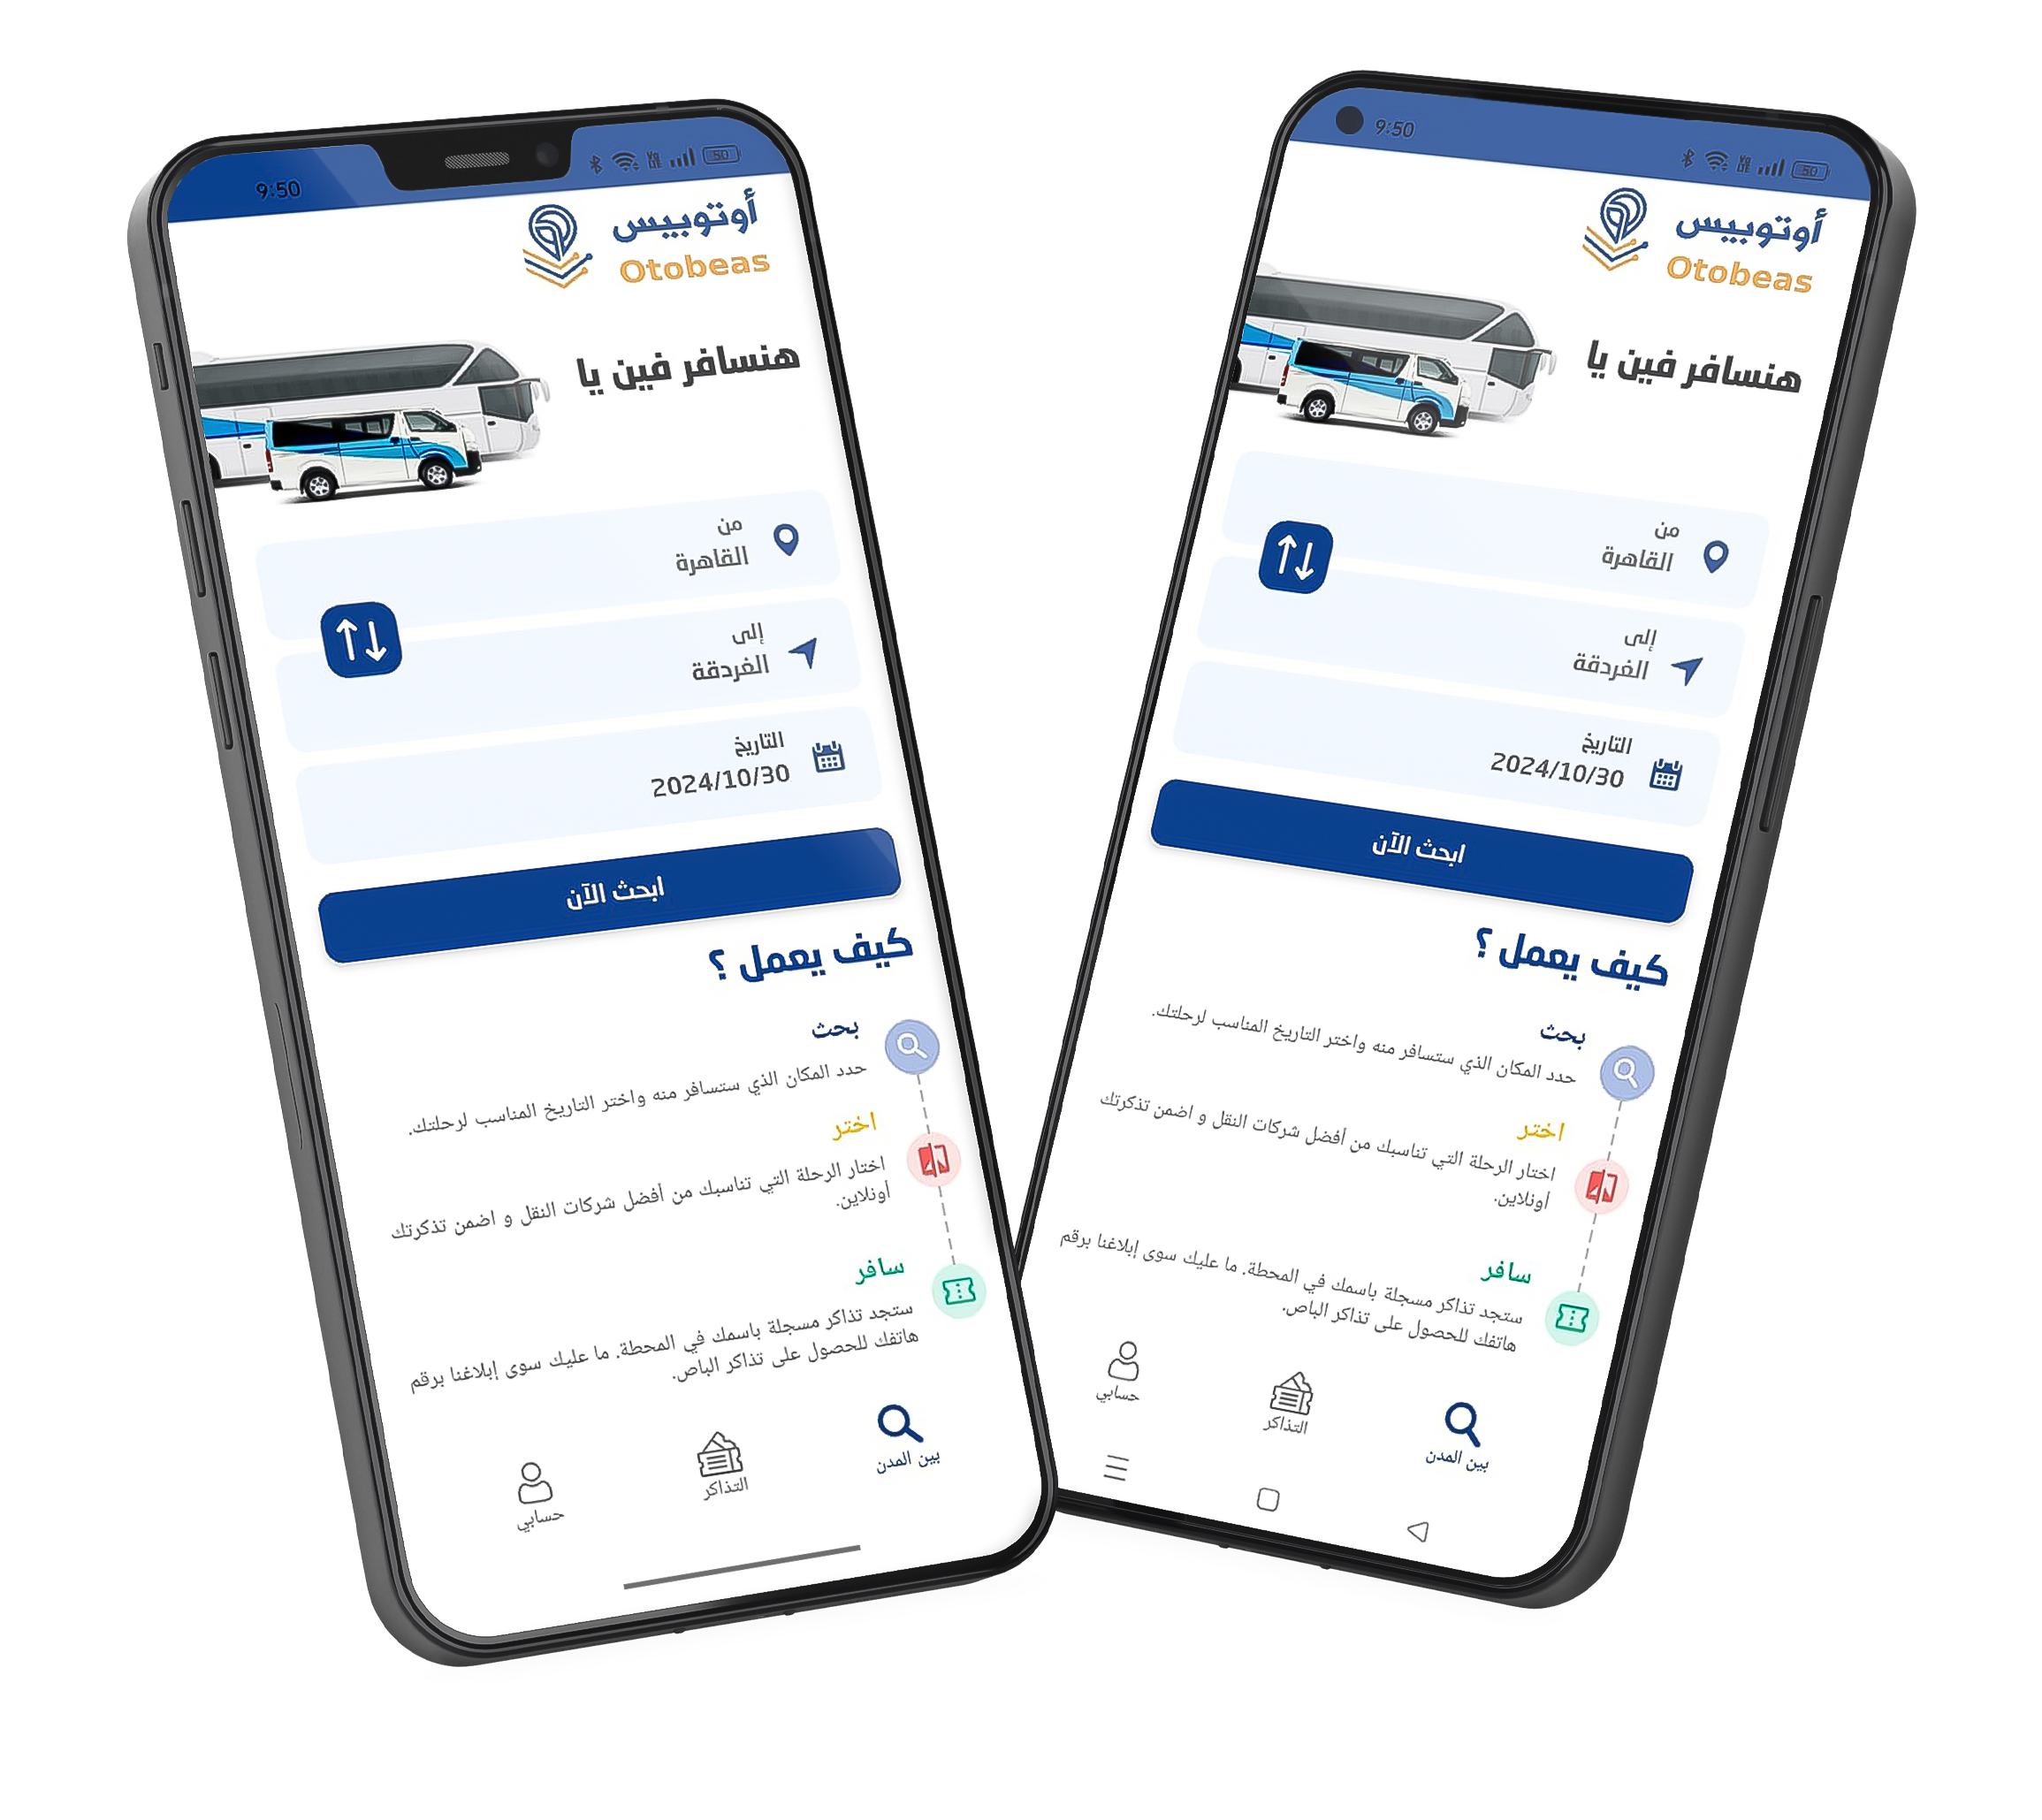 9:50
50
أوتوبيس
Otobeas
هنسافر فين يا
من
القاهرة
إلى
الغردقة
التاريخ
2024/10/30
ابحث الآن
كيف يعمل ؟
بحث
حدد المكان الذي ستسافر منه واختر التاريخ المناسب لرحلتك.
اختر
اختار الرحلة التي تناسبك من أفضل شركات النقل و اضمن تذكرتك
أونلاين.
سافر
ستجد تذاكر مسجلة باسمك في المحطة. ما عليك سوى إبلاغنا برقم
هاتفك للحصول على تذاكر الباص.
بين المدن
التذاكر
حسابي
9:50
50
أوتوبيس
Otobeas
هنسافر فين يا
من
القاهرة
إلى
الغردقة
التاريخ
2024/10/30
ابحث الآن
كيف يعمل ؟
بحث
حدد المكان الذي ستسافر منه واختر التاريخ المناسب لرحلتك.
اختر
اختار الرحلة التي تناسبك من أفضل شركات النقل و اضمن تذكرتك
أونلاين.
سافر
ستجد تذاكر مسجلة باسمك في المحطة. ما عليك سوى إبلاغنا برقم
هاتفك للحصول على تذاكر الباص.
بين المدن
التذاكر
حسابي